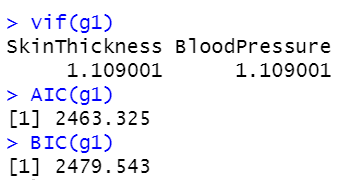 > vif(g1)
SkinThickness BloodPressure
     1.109001      1.109001
> AIC(g1)
[1] 2463.325
> BIC(g1)
[1] 2479.543